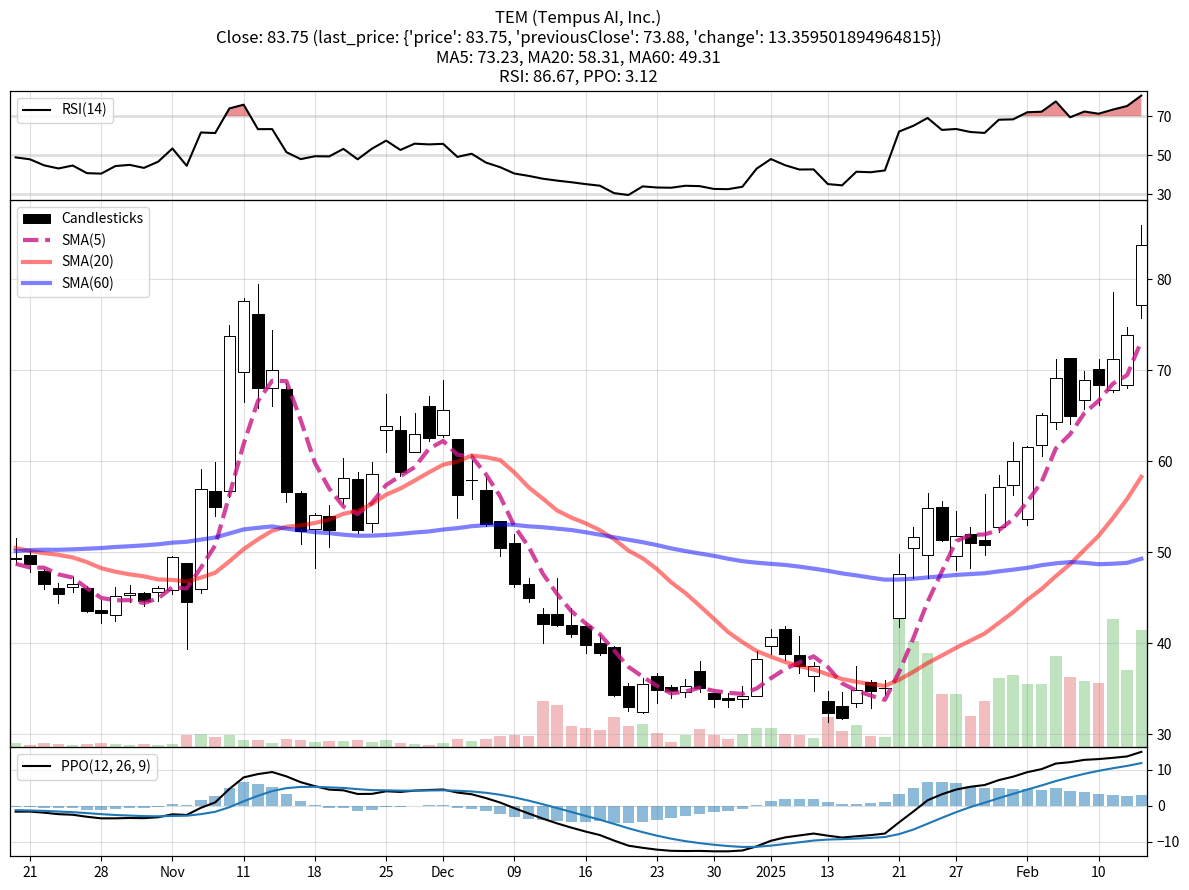 TEM (Tempus AI, Inc.)
Close: 83.75 (last_price: {'price': 83.75, 'previousClose': 73.88, 'change': 13.359501894964815})
MA5: 73.23, MA20: 58.31, MA60: 49.31
RSI: 86.67, PPO: 3.12
RSI(14)
70
50
30
Candlesticks
SMA(5)
SMA(20)
SMA(60)
80
70
60
50
40
30
PPO(12, 26, 9)
10
0
−10
21 28 Nov 11 18 25 Dec 09 16 23 30 2025 13 21 27 Feb 10